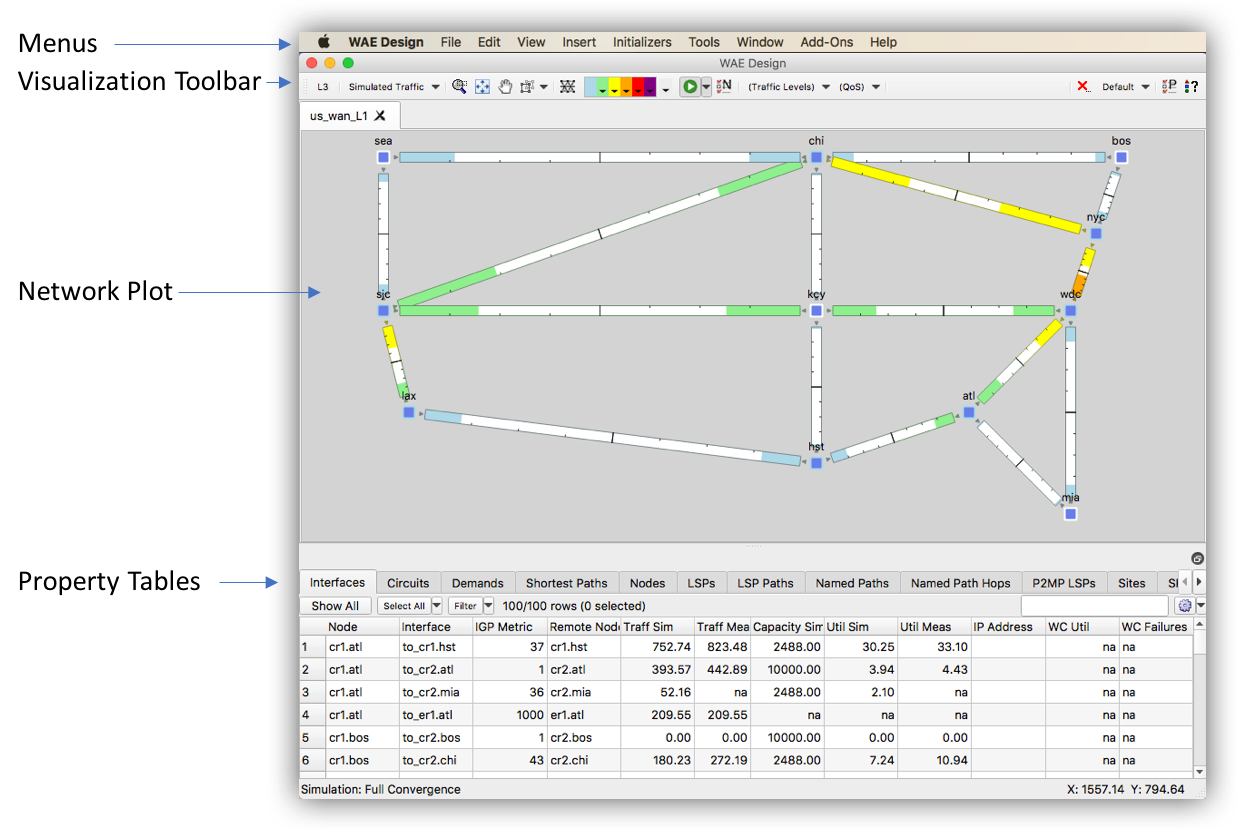 Menus
WAE Design File Edit View Insert Initializers Tools Window Add-Ons Help
WAE Design
Visualization Toolbar
L3 Simulated Traffic N (Traffic Levels) (QoS) Default P ?
us_wan_L1 X
sea chi bos
nyc
Network Plot
sjc kcy wdc
lax atl
hst
mia
Property Tables
Interfaces Circuits Demands Shortest Paths Nodes LSPs LSP Paths Named Paths Named Path Hops P2MP LSPs Sites
Show All Select All Filter 100/100 rows (0 selected)
Node Interface IGP Metric Remote Node Traff Sim Traff Mea Capacity Sim Util Sim Util Meas IP Address WC Util WC Failures
1 cr1.atl to_cr1.hst 37 cr1.hst 752.74 823.48 2488.00 30.25 33.10 na na
2 cr1.atl to_cr2.atl 1 cr2.atl 393.57 442.89 10000.00 3.94 4.43 na na
3 cr1.atl to_cr2.mia 36 cr2.mia 52.16 na 2488.00 2.10 na na na
4 cr1.atl to_er1.atl 1000 er1.atl 209.55 209.55 na na na na na
5 cr1.bos to_cr2.bos 1 cr2.bos 0.00 0.00 10000.00 0.00 0.00 na na
6 cr1.bos to_cr2.chi 43 cr2.chi 180.23 272.19 2488.00 7.24 10.94 na na
Simulation: Full Convergence X: 1557.14 Y: 794.64